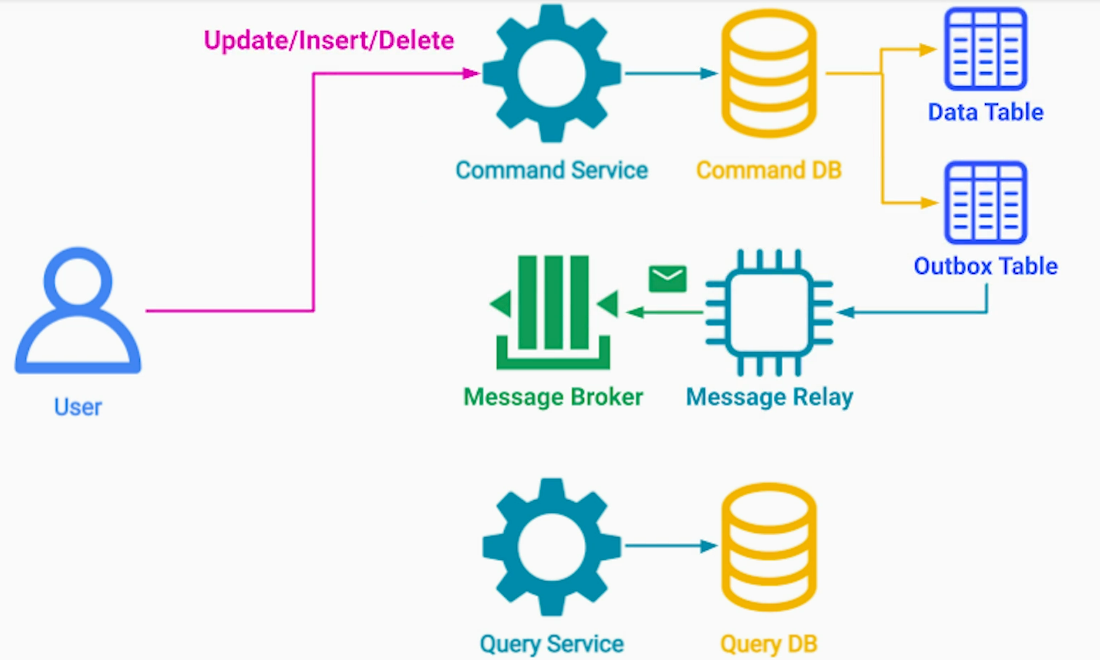 Update/Insert/Delete
Command Service
Command DB
Data Table
Outbox Table
User
Message Broker
Message Relay
Query Service
Query DB